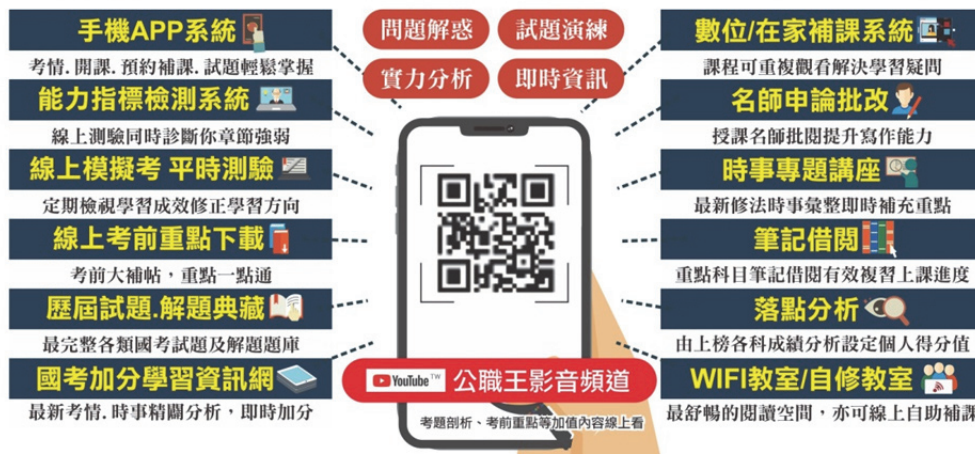 手機APP系統
考情.開課.預約補課.試題輕鬆掌握
能力指標檢測系統
線上測驗同時診斷你章節強弱
線上模擬考 平時測驗
定期檢視學習成效修正學習方向
線上考前重點下載
考前大補帖，重點一點通
歷屆試題.解題典藏
最完整各類國考試題及解題題庫
國考加分學習資訊網
最新考情.時事精闢分析，即時加分
問題解惑
試題演練
實力分析
即時資訊
YouTube TW 公職王影音頻道
考題剖析、考前重點等加值內容線上看
數位/在家補課系統
課程可重複觀看解決學習疑問
名師申論批改
授課名師批閱提升寫作能力
時事專題講座
最新修法時事彙整即時補充重點
筆記借閱
重點科目筆記借閱有效複習上課進度
落點分析
由上榜各科成績分析設定個人得分值
WIFI教室/自修教室
最舒暢的閱讀空間，亦可線上自助補課